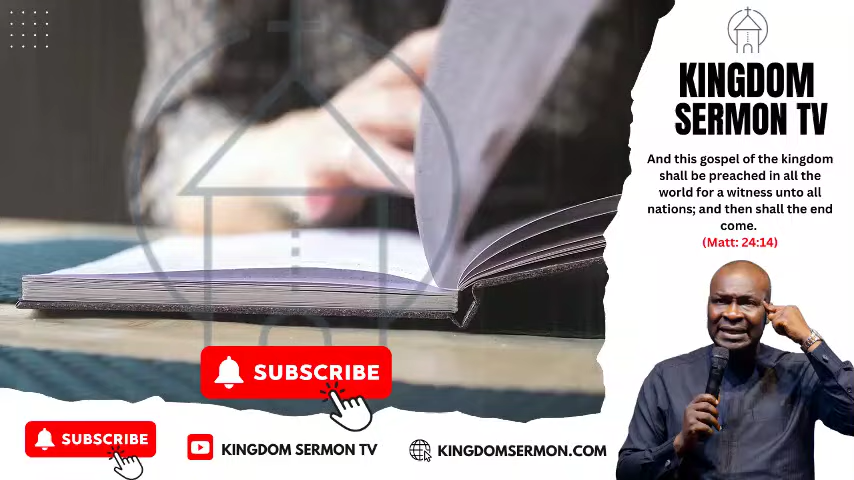 KINGDOM
SERMON TV
And this gospel of the kingdom
shall be preached in all the
world for a witness unto all
nations; and then shall the end
come.
(Matt: 24:14)
SUBSCRIBE
SUBSCRIBE
KINGDOM SERMON TV
KINGDOMSERMON.COM